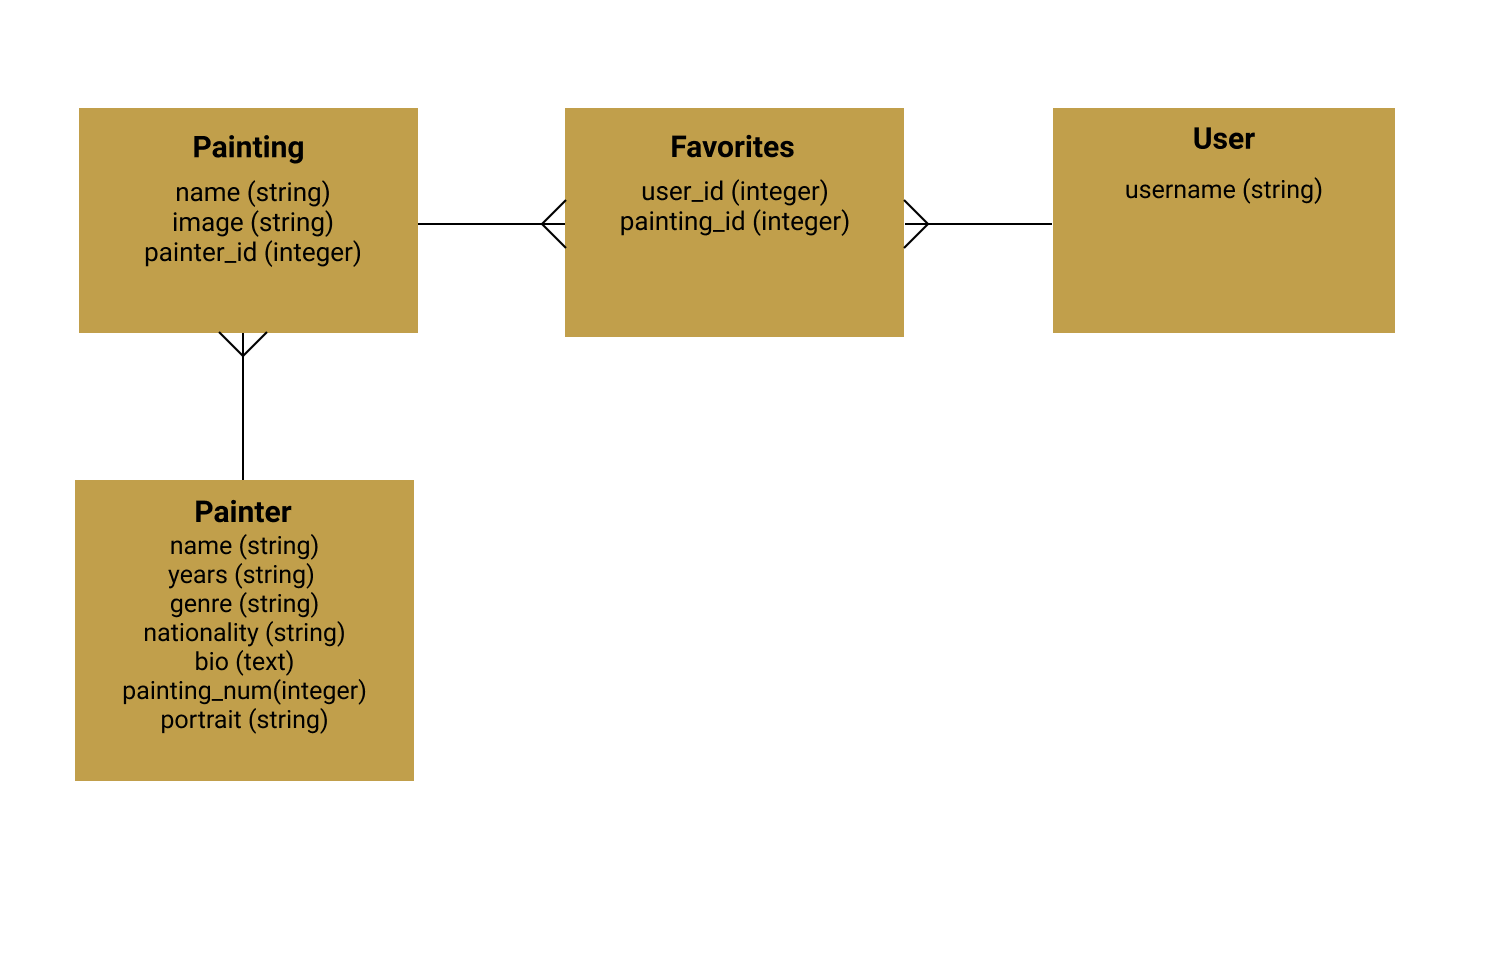 Painting
name (string)
image (string)
painter_id (integer)
Favorites
user_id (integer)
painting_id (integer)
User
username (string)
Painter
name (string)
years (string)
genre (string)
nationality (string)
bio (text)
painting_num(integer)
portrait (string)